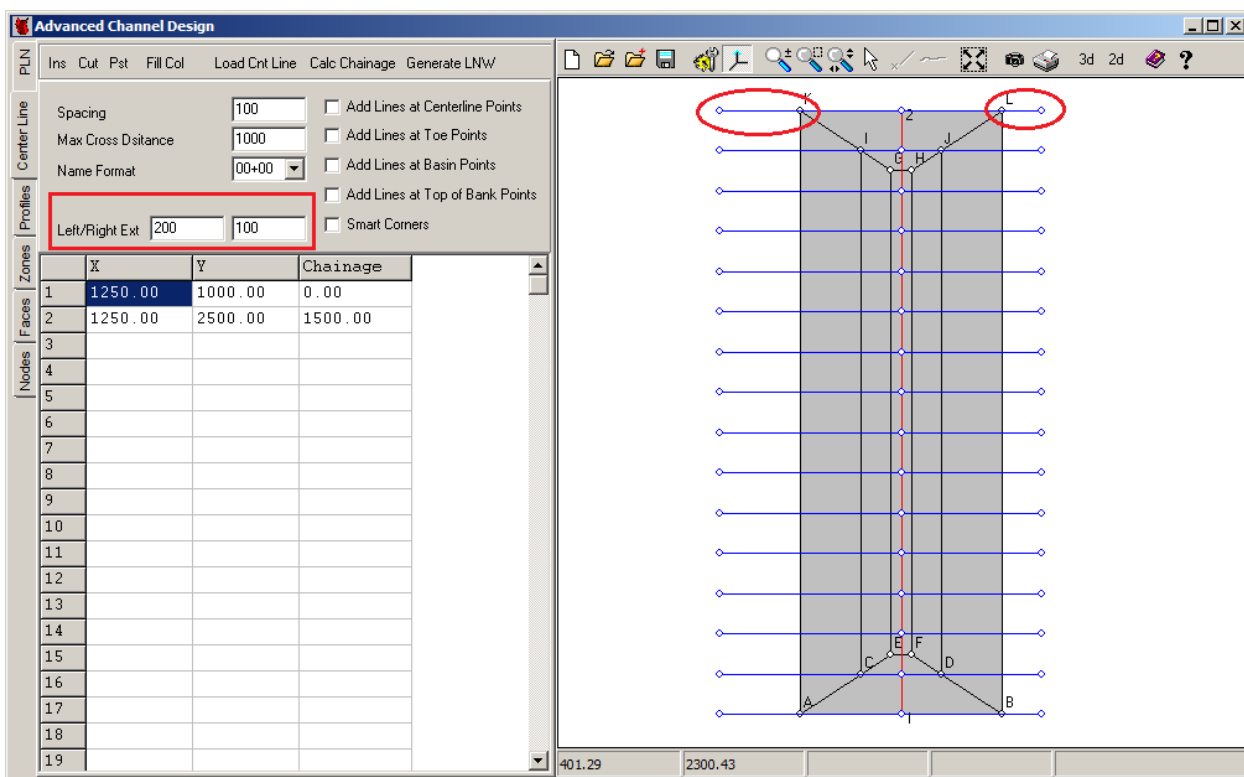 Advanced Channel Design
PLN
Center Line
Profiles
Zones
Faces
Nodes
Ins Cut Pst Fill Col Load Cnt Line Calc Chainage Generate LNW
Spacing 100
Max Cross Dsitance 1000
Name Format 00+00
Left/Right Ext 200 100
Add Lines at Centerline Points
Add Lines at Toe Points
Add Lines at Basin Points
Add Lines at Top of Bank Points
Smart Corners
X Y Chainage
1 1250.00 1000.00 0.00
2 1250.00 2500.00 1500.00
3
4
5
6
7
8
9
10
11
12
13
14
15
16
17
18
19
3d 2d ?
K L
2
I J
G H
E F
C D
A B
1
401.29 2300.43